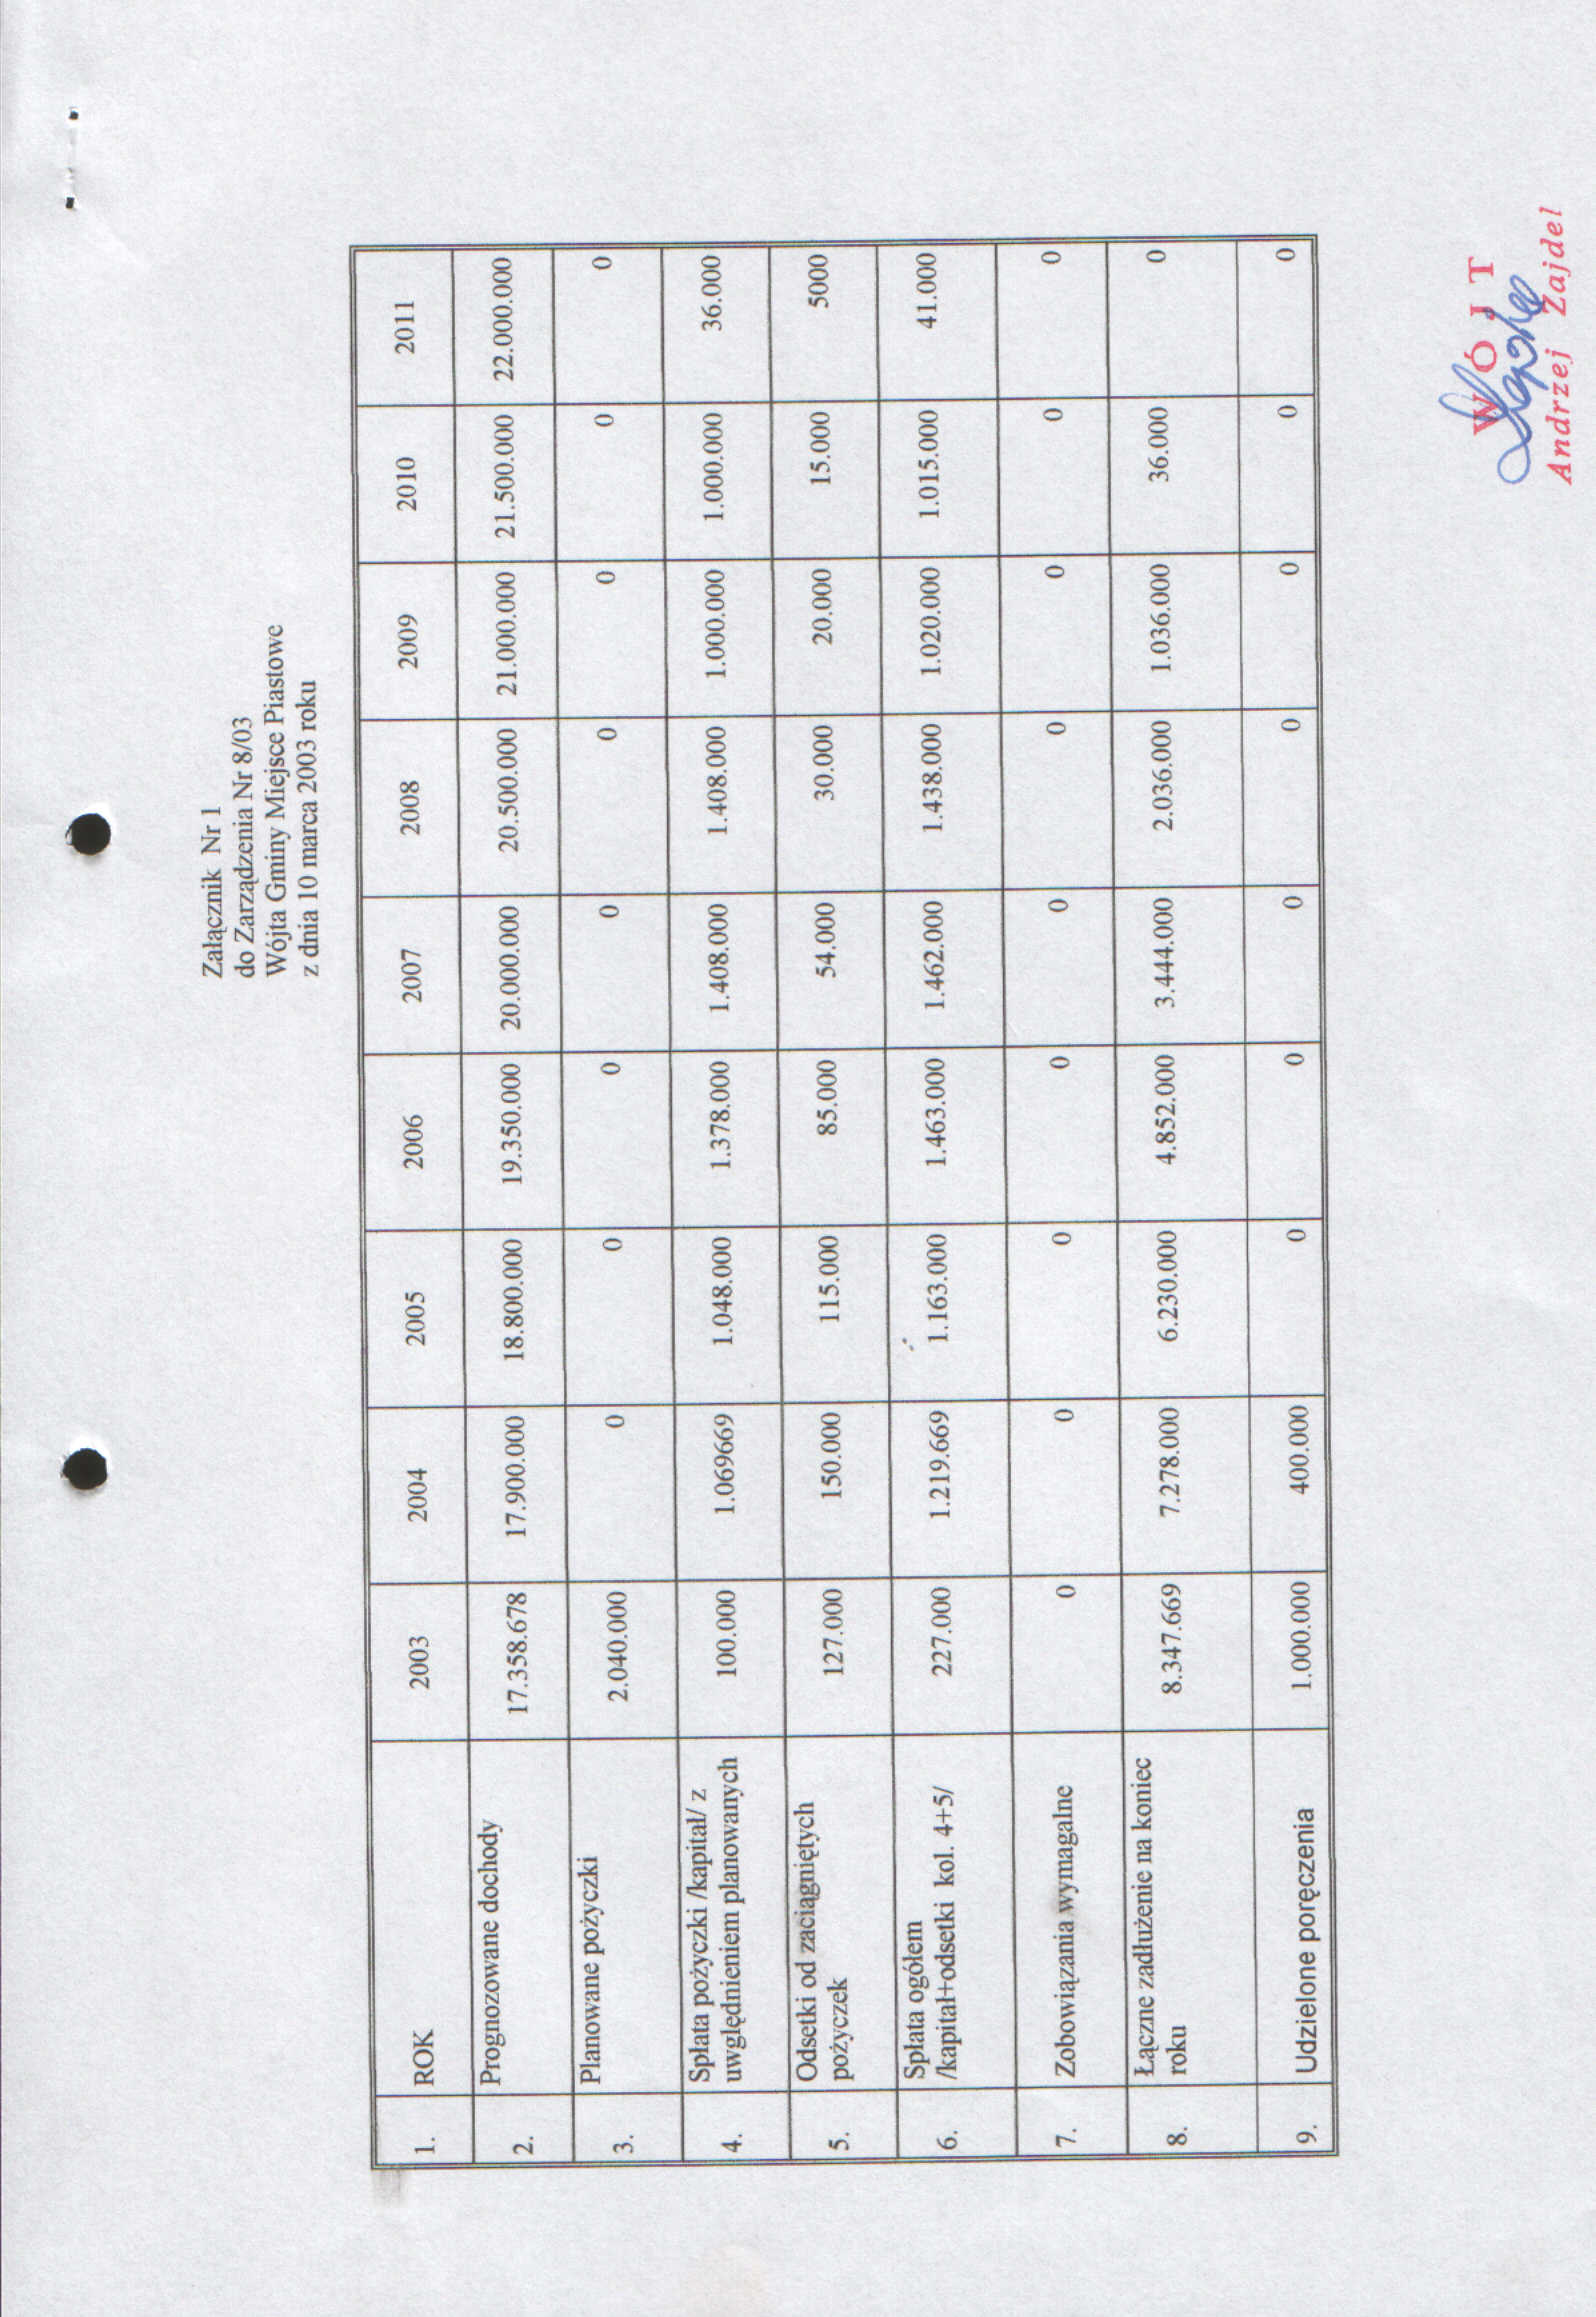 Załącznik Nr 1
do Zarządzenia Nr 8/03
Wójta Gminy Miejsce Piastowe
z dnia 10 marca 2003 roku
1. ROK 2003 2004 2005 2006 2007 2008 2009 2010 2011
2. Prognozowane dochody 17.358.678 17.900.000 18.800.000 19.350.000 20.000.000 20.500.000 21.000.000 21.500.000 22.000.000
3. Planowane pożyczki 2.040.000 0 0 0 0 0 0 0 0
4. Spłata pożyczki /kapitał/ z 100.000 1.069669 1.048.000 1.378.000 1.408.000 1.408.000 1.000.000 1.000.000 36.000
uwględnieniem planowanych
5. Odsetki od zaciągniętych 127.000 150.000 115.000 85.000 54.000 30.000 20.000 15.000 5000
pożyczek
6. Spłata ogółem
/kapitał+odsetki kol. 4+5/ 227.000 1.219.669 1.163.000 1.463.000 1.462.000 1.438.000 1.020.000 1.015.000 41.000
7. Zobowiązania wymagalne 0 0 0 0 0 0 0 0 0
8. Łączne zadłużenie na koniec
roku 8.347.669 7.278.000 6.230.000 4.852.000 3.444.000 2.036.000 1.036.000 36.000 0
9. Udzielone poręczenia 1.000.000 400.000 0 0 0 0 0 0 0
WÓJT
Andrzej Zajdel